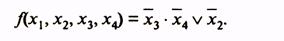 f(x₁, x₂, x₃, x₄) = x̅₃ · x̅₄ ∨ x̅₂.